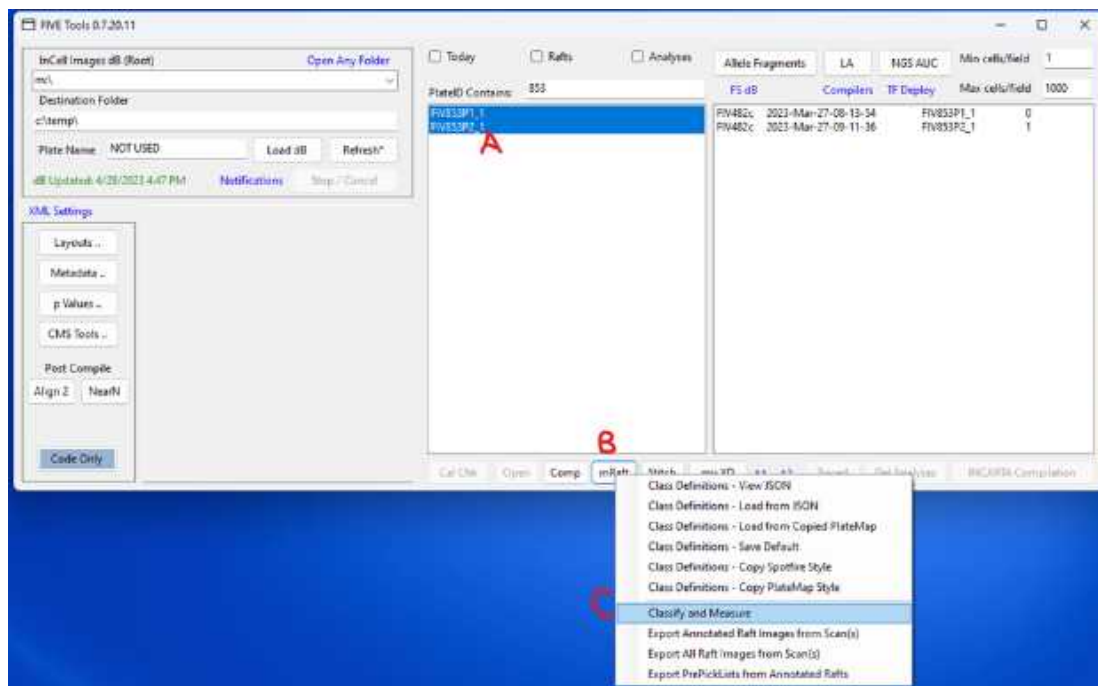 FIVE Tools 0.7.20.11
InCell Images dB (Root) Open Any Folder
Destination Folder
c:\temp\
Plate Name NOT USED Load dB Refresh*
dB Updated: 4/28/2023 4:47 PM Notifications Stop / Cancel
XML Settings
Layouts ..
Metadata ..
p Values ..
CMS Tools ..
Post Compile
Align 2 NearN
Code Only
Today Rafts Analyses
PlateID Contains: 853
FIV853P1_1
FIV853P2_1
A
Allele Fragments LA NGS AUC Min cells/field 1
FS dB Compilers TF Deploy Max cells/field 1000
FIV482c 2023-Mar-27-08-13-54 FIV853P1_1 0
FIV482c 2023-Mar-27-09-11-36 FIV853P2_1 1
B
Cal Chk Open Comp mRaft Stitch INCARTA Compilation
Class Definitions - View JSON
Class Definitions - Load from JSON
Class Definitions - Load from Copied PlateMap
Class Definitions - Save Default
Class Definitions - Copy Spotfire Style
Class Definitions - Copy PlateMap Style
C
Classify and Measure
Export Annotated Raft Images from Scan(s)
Export All Raft Images from Scan(s)
Export PrePickLists from Annotated Rafts